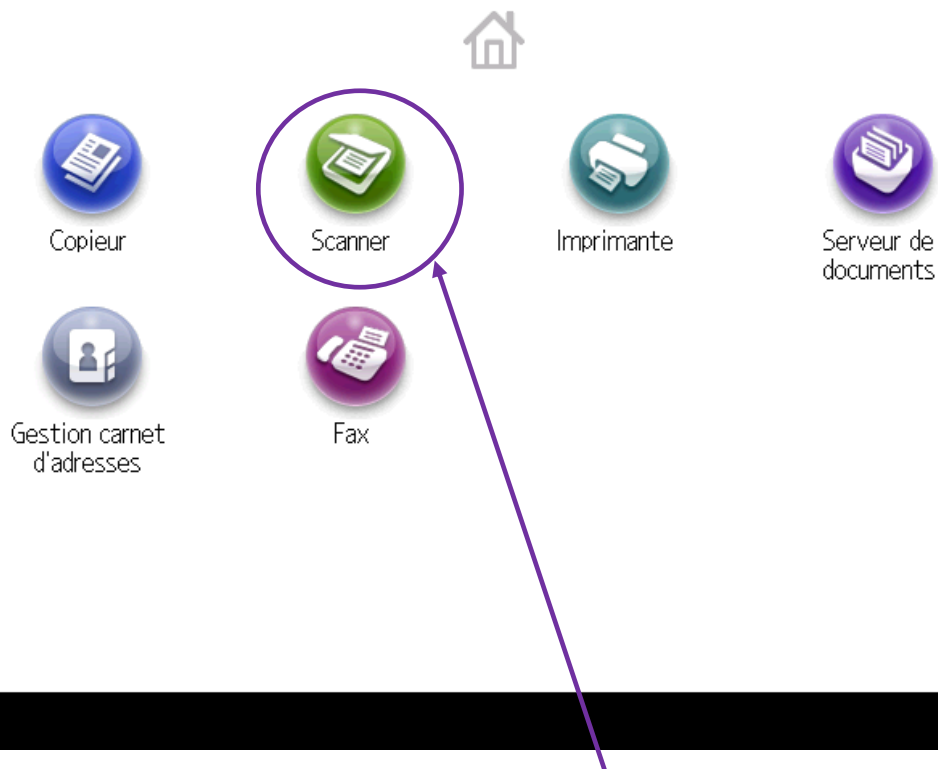 Copieur
Scanner
Imprimante
Serveur de
documents
Gestion carnet
d'adresses
Fax